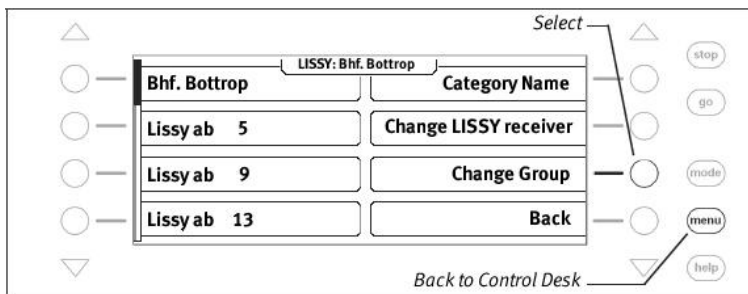 Select
LISSY: Bhf. Bottrop
stop
Bhf. Bottrop Category Name
go
Lissy ab 5 Change LISSY receiver
Lissy ab 9 Change Group
mode
Lissy ab 13 Back
menu
Back to Control Desk
help